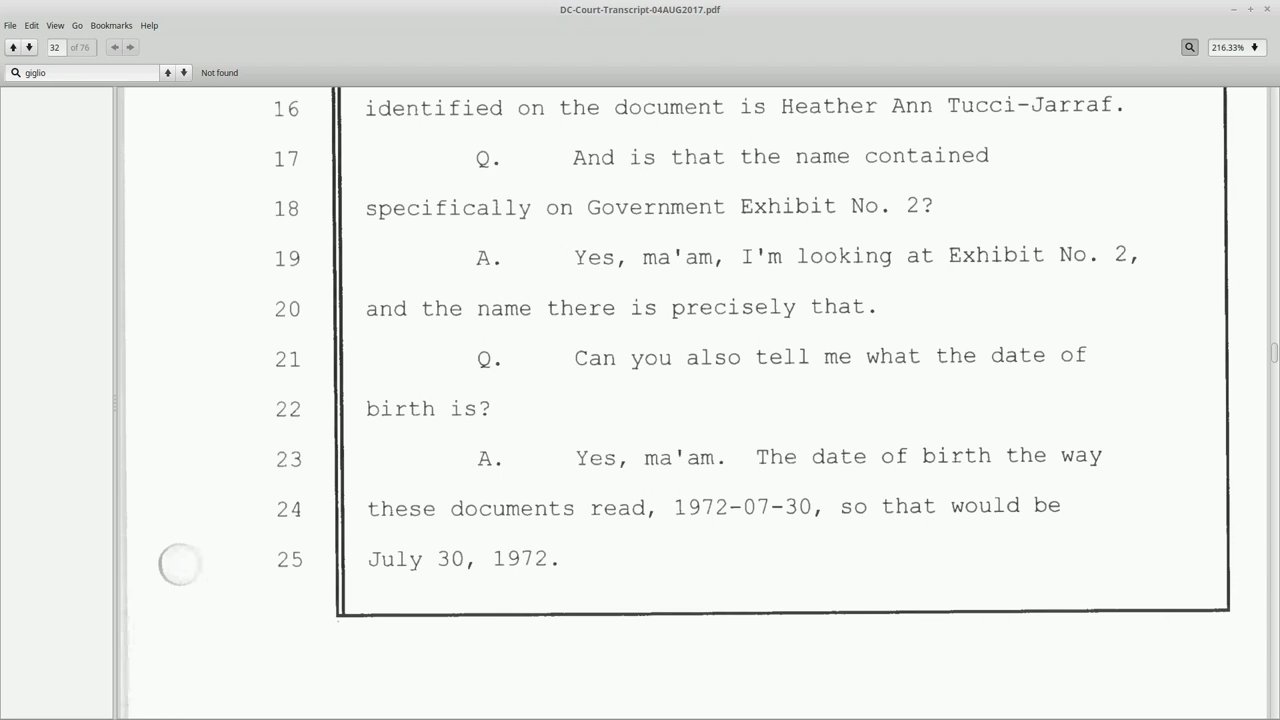 DC-Court-Transcript-04AUG2017.pdf
File Edit View Go Bookmarks Help
32 of 76
216.33%
giglio
Not found
16 identified on the document is Heather Ann Tucci-Jarraf.
17 Q. And is that the name contained
18 specifically on Government Exhibit No. 2?
19 A. Yes, ma'am, I'm looking at Exhibit No. 2,
20 and the name there is precisely that.
21 Q. Can you also tell me what the date of
22 birth is?
23 A. Yes, ma'am. The date of birth the way
24 these documents read, 1972-07-30, so that would be
25 July 30, 1972.